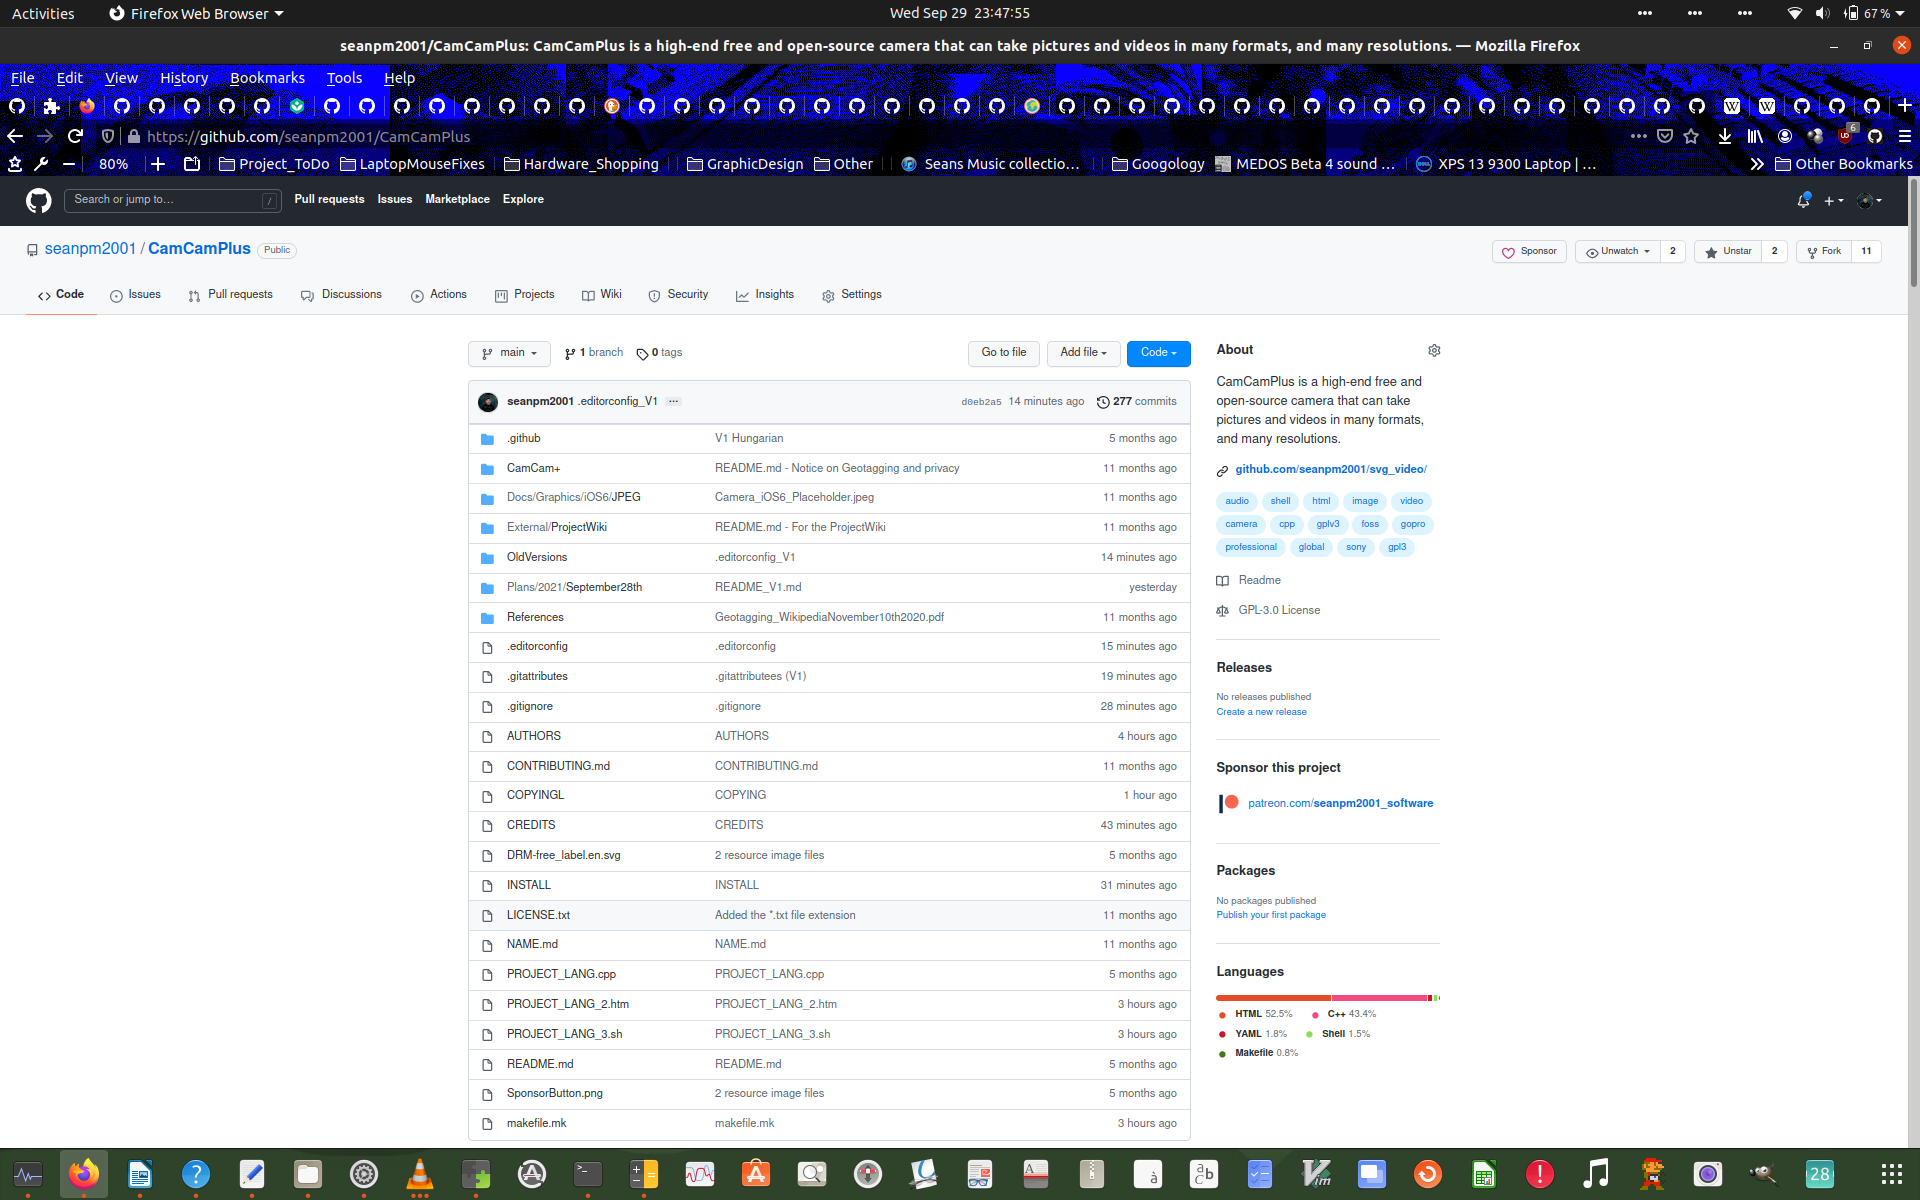 Activities Firefox Web Browser Wed Sep 29 23:47:55 67 %
seanpm2001/CamCamPlus: CamCamPlus is a high-end free and open-source camera that can take pictures and videos in many formats, and many resolutions. — Mozilla Firefox
File Edit View History Bookmarks Tools Help
https://github.com/seanpm2001/CamCamPlus 6
80% Project_ToDo LaptopMouseFixes Hardware_Shopping GraphicDesign Other Seans Music collectio… Googology MEDOS Beta 4 sound … XPS 13 9300 Laptop | … Other Bookmarks
Search or jump to… / Pull requests Issues Marketplace Explore
seanpm2001 / CamCamPlus Public Sponsor Unwatch 2 Unstar 2 Fork 11
Code Issues Pull requests Discussions Actions Projects Wiki Security Insights Settings
main 1 branch 0 tags Go to file Add file Code
seanpm2001 .editorconfig_V1 ... d0eb2a5 14 minutes ago 277 commits
.github V1 Hungarian 5 months ago
CamCam+ README.md - Notice on Geotagging and privacy 11 months ago
Docs/Graphics/iOS6/JPEG Camera_iOS6_Placeholder.jpeg 11 months ago
External/ProjectWiki README.md - For the ProjectWiki 11 months ago
OldVersions .editorconfig_V1 14 minutes ago
Plans/2021/September28th README_V1.md yesterday
References Geotagging_WikipediaNovember10th2020.pdf 11 months ago
.editorconfig .editorconfig 15 minutes ago
.gitattributes .gitattributees (V1) 19 minutes ago
.gitignore .gitignore 28 minutes ago
AUTHORS AUTHORS 4 hours ago
CONTRIBUTING.md CONTRIBUTING.md 11 months ago
COPYINGL COPYING 1 hour ago
CREDITS CREDITS 43 minutes ago
DRM-free_label.en.svg 2 resource image files 5 months ago
INSTALL INSTALL 31 minutes ago
LICENSE.txt Added the *.txt file extension 11 months ago
NAME.md NAME.md 11 months ago
PROJECT_LANG.cpp PROJECT_LANG.cpp 5 months ago
PROJECT_LANG_2.htm PROJECT_LANG_2.htm 3 hours ago
PROJECT_LANG_3.sh PROJECT_LANG_3.sh 3 hours ago
README.md README.md 5 months ago
SponsorButton.png 2 resource image files 5 months ago
makefile.mk makefile.mk 3 hours ago
About
CamCamPlus is a high-end free and
open-source camera that can take
pictures and videos in many formats,
and many resolutions.
github.com/seanpm2001/svg_video/
audio shell html image video
camera cpp gplv3 foss gopro
professional global sony gpl3
Readme
GPL-3.0 License
Releases
No releases published
Create a new release
Sponsor this project
patreon.com/seanpm2001_software
Packages
No packages published
Publish your first package
Languages
HTML 52.5% C++ 43.4%
YAML 1.8% Shell 1.5%
Makefile 0.8%
28